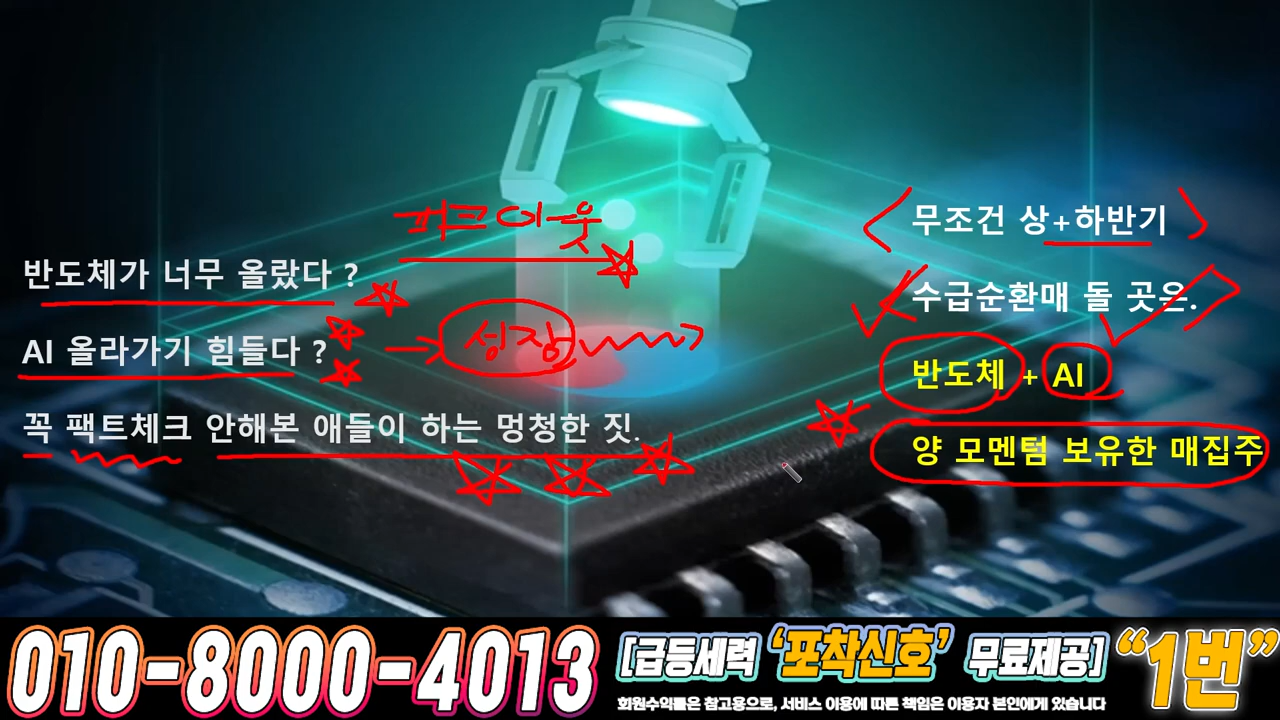 피크아웃
반도체가 너무 올랐다 ?
AI 올라가기 힘들다 ?
성장
꼭 팩트체크 안해본 애들이 하는 멍청한 짓.
무조건 상+하반기
수급순환매 돌 곳은.
반도체 + AI
양 모멘텀 보유한 매집주
010-8000-4013
[급등세력 '포착신호' 무료제공] "1번"
회원수익률은 참고용으로, 서비스 이용에 따른 책임은 이용자 본인에게 있습니다